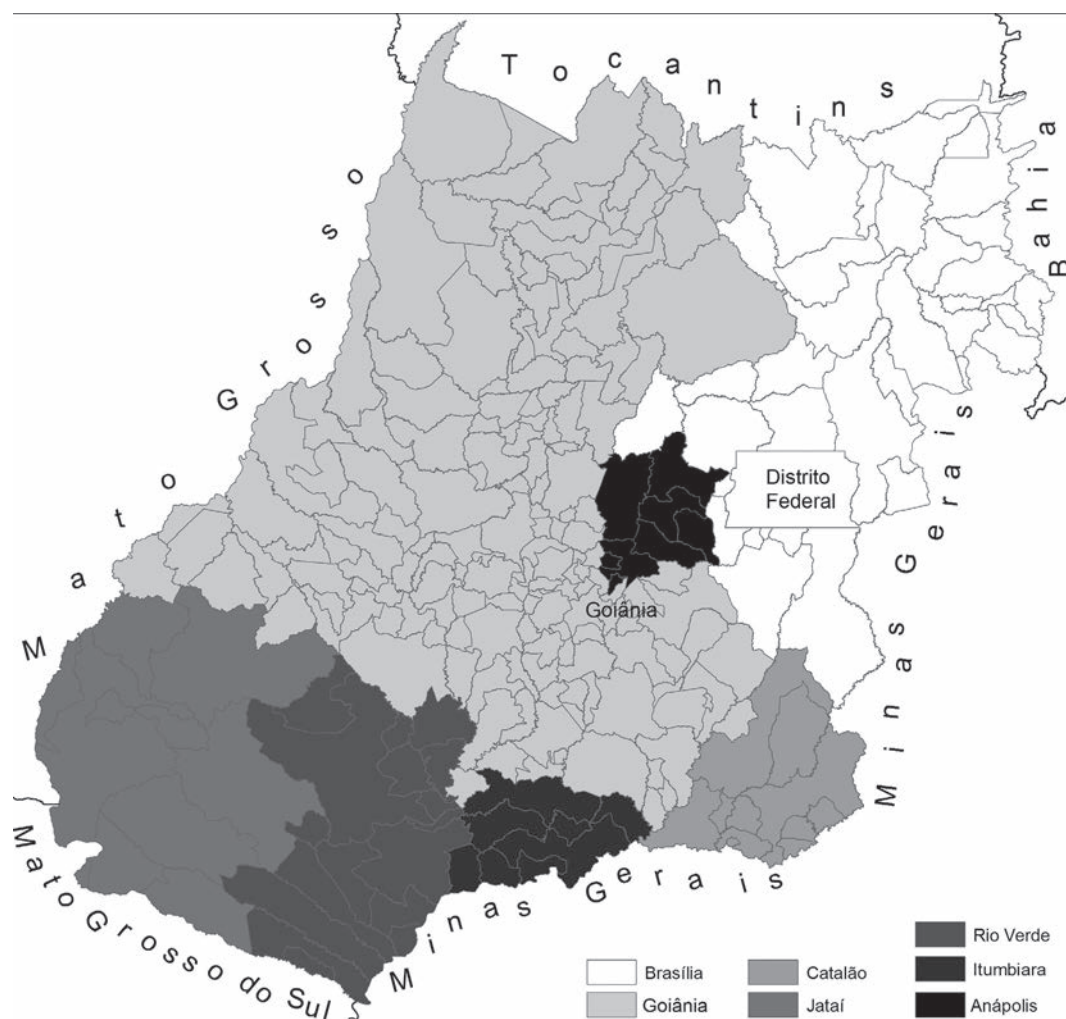 Tocantins
Bahia
Mato Grosso
Distrito
Federal
Goiânia
Minas Gerais
Minas Gerais
Mato Grosso do Sul
Brasília
Goiânia
Catalão
Jataí
Rio Verde
Itumbiara
Anápolis